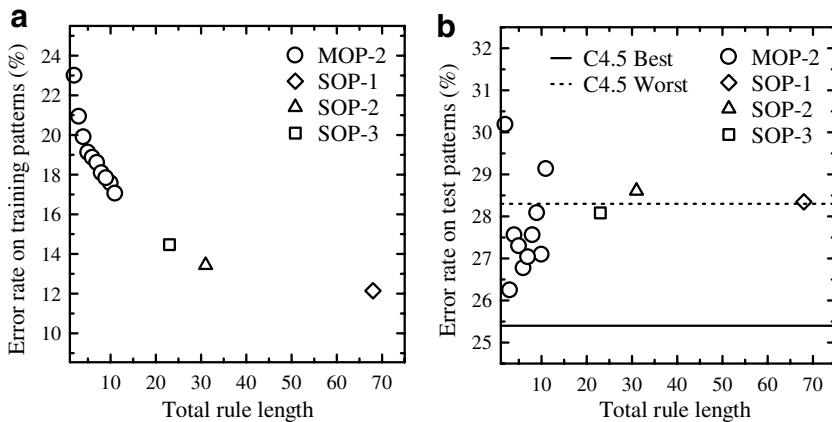 a
Error rate on training patterns (%)
24
22
20
18
16
14
12
10
10 20 30 40 50 60 70
Total rule length
MOP-2
SOP-1
SOP-2
SOP-3
b
Error rate on test patterns (%)
32
31
30
29
28
27
26
25
10 20 30 40 50 60 70
Total rule length
C4.5 Best
C4.5 Worst
MOP-2
SOP-1
SOP-2
SOP-3